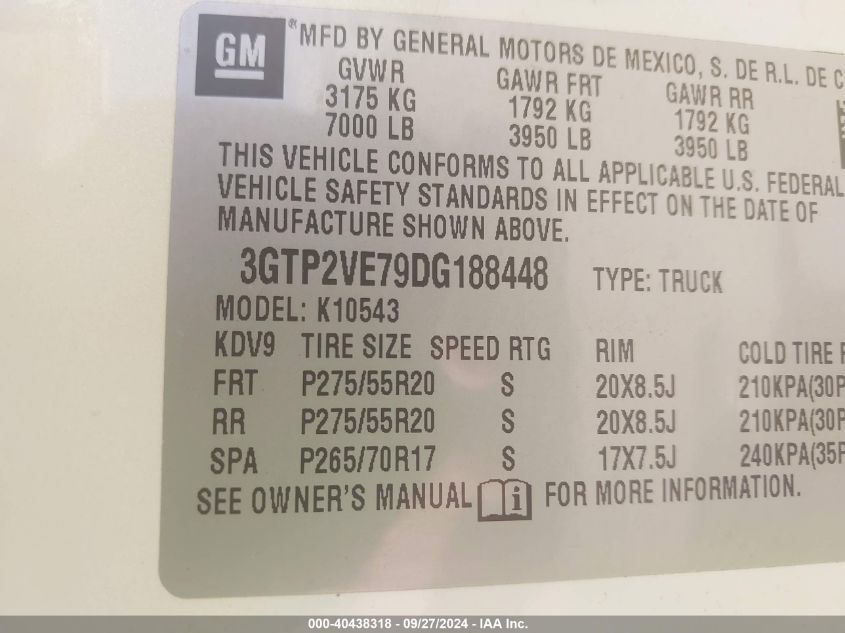 GM
®MFD BY GENERAL MOTORS DE MEXICO, S. DE R.L. DE C
GVWR GAWR FRT GAWR RR
3175 KG 1792 KG 1792 KG
7000 LB 3950 LB 3950 LB
THIS VEHICLE CONFORMS TO ALL APPLICABLE U.S. FEDERAL
VEHICLE SAFETY STANDARDS IN EFFECT ON THE DATE OF
MANUFACTURE SHOWN ABOVE.
3GTP2VE79DG188448 TYPE: TRUCK
MODEL: K10543
KDV9 TIRE SIZE SPEED RTG RIM COLD TIRE
FRT P275/55R20 S 20X8.5J 210KPA(30P
RR P275/55R20 S 20X8.5J 210KPA(30P
SPA P265/70R17 S 17X7.5J 240KPA(35P
SEE OWNER'S MANUAL i FOR MORE INFORMATION.
000-40438318 - 09/27/2024 - IAA Inc.